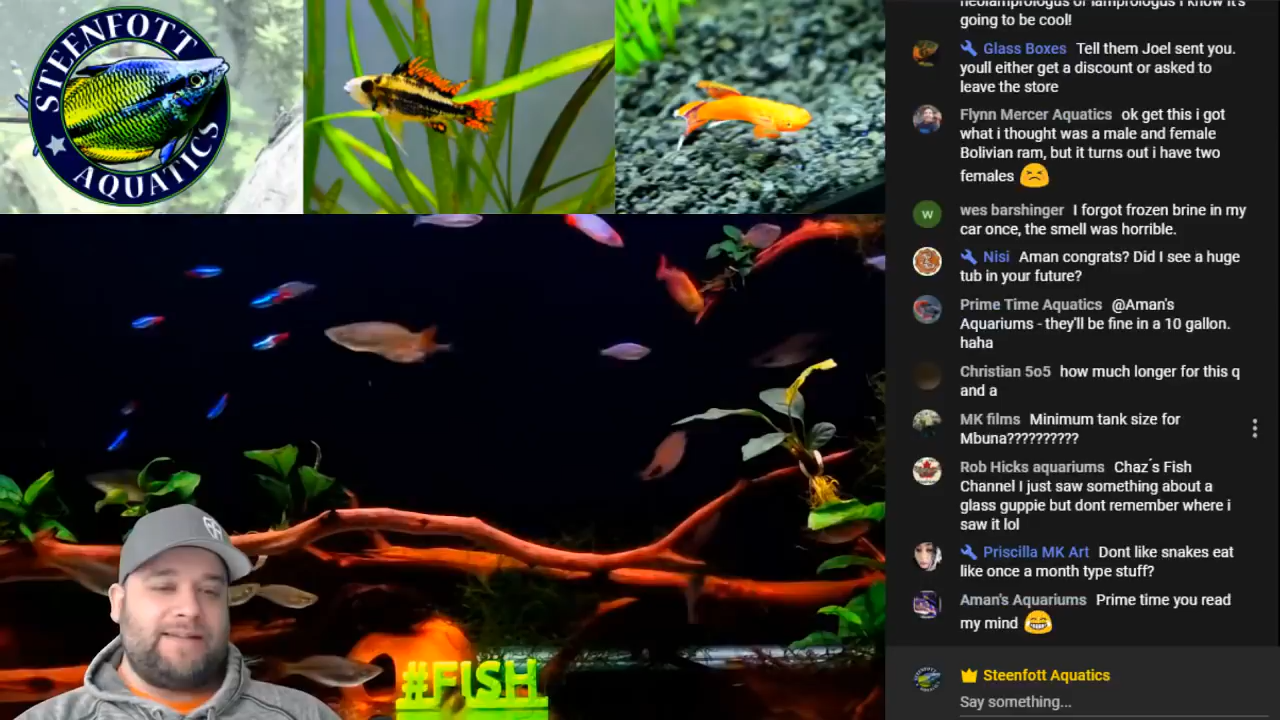 STEENFOTT
AQUATICS
#FISH
going to be cool!
Glass Boxes Tell them Joel sent you.
youll either get a discount or asked to
leave the store
Flynn Mercer Aquatics ok get this i got
what i thought was a male and female
Bolivian ram, but it turns out i have two
females
W
wes barshinger I forgot frozen brine in my
car once, the smell was horrible.
Nisi Aman congrats? Did I see a huge
tub in your future?
Prime Time Aquatics @Aman's
Aquariums - they'll be fine in a 10 gallon.
haha
Christian 5o5 how much longer for this q
and a
MK films Minimum tank size for
Mbuna??????????
Rob Hicks aquariums Chaz´s Fish
Channel I just saw something about a
glass guppie but dont remember where i
saw it lol
Priscilla MK Art Dont like snakes eat
like once a month type stuff?
Aman's Aquariums Prime time you read
my mind
Steenfott Aquatics
Say something...